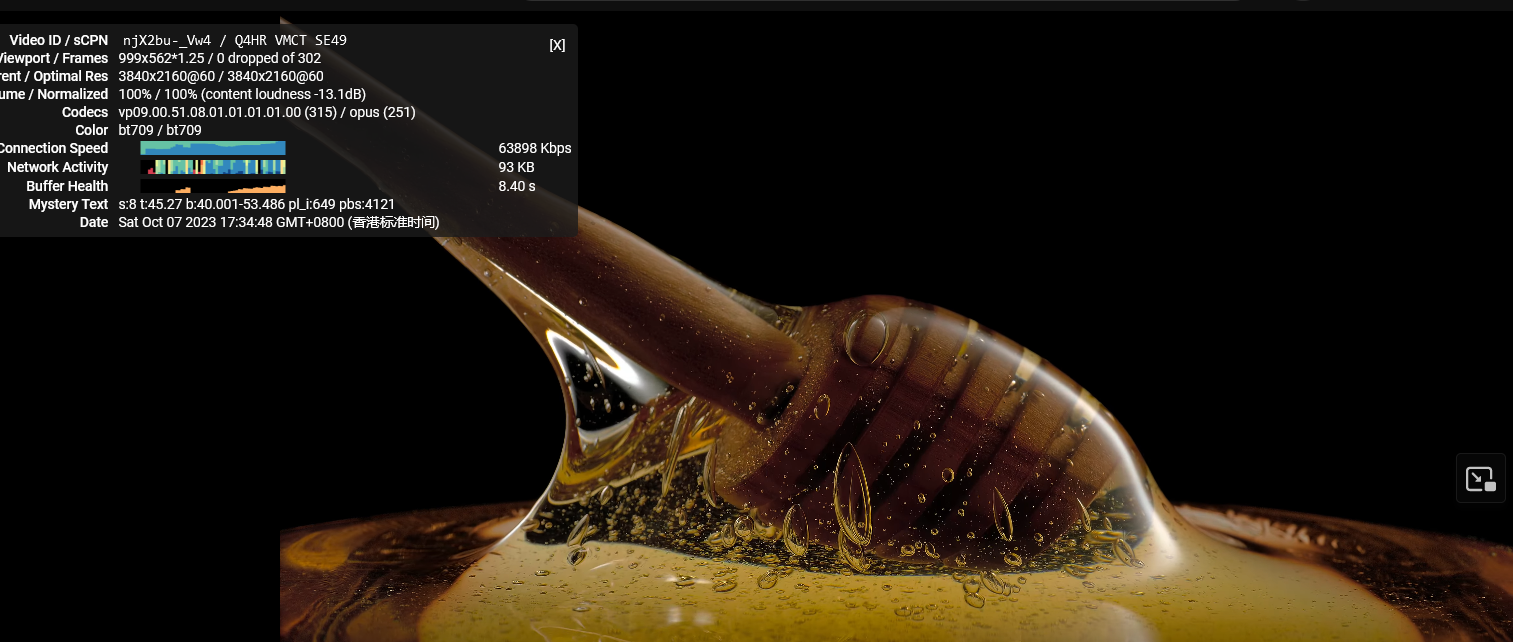 Video ID / sCPN njX2bu-_Vw4 / Q4HR VMCT SE49
[X]
Viewport / Frames 999x562*1.25 / 0 dropped of 302
rent / Optimal Res 3840x2160@60 / 3840x2160@60
ume / Normalized 100% / 100% (content loudness -13.1dB)
Codecs vp09.00.51.08.01.01.01.01.00 (315) / opus (251)
Color bt709 / bt709
Connection Speed 63898 Kbps
Network Activity 93 KB
Buffer Health 8.40 s
Mystery Text s:8 t:45.27 b:40.001-53.486 pl_i:649 pbs:4121
Date Sat Oct 07 2023 17:34:48 GMT+0800 (香港标准时间)